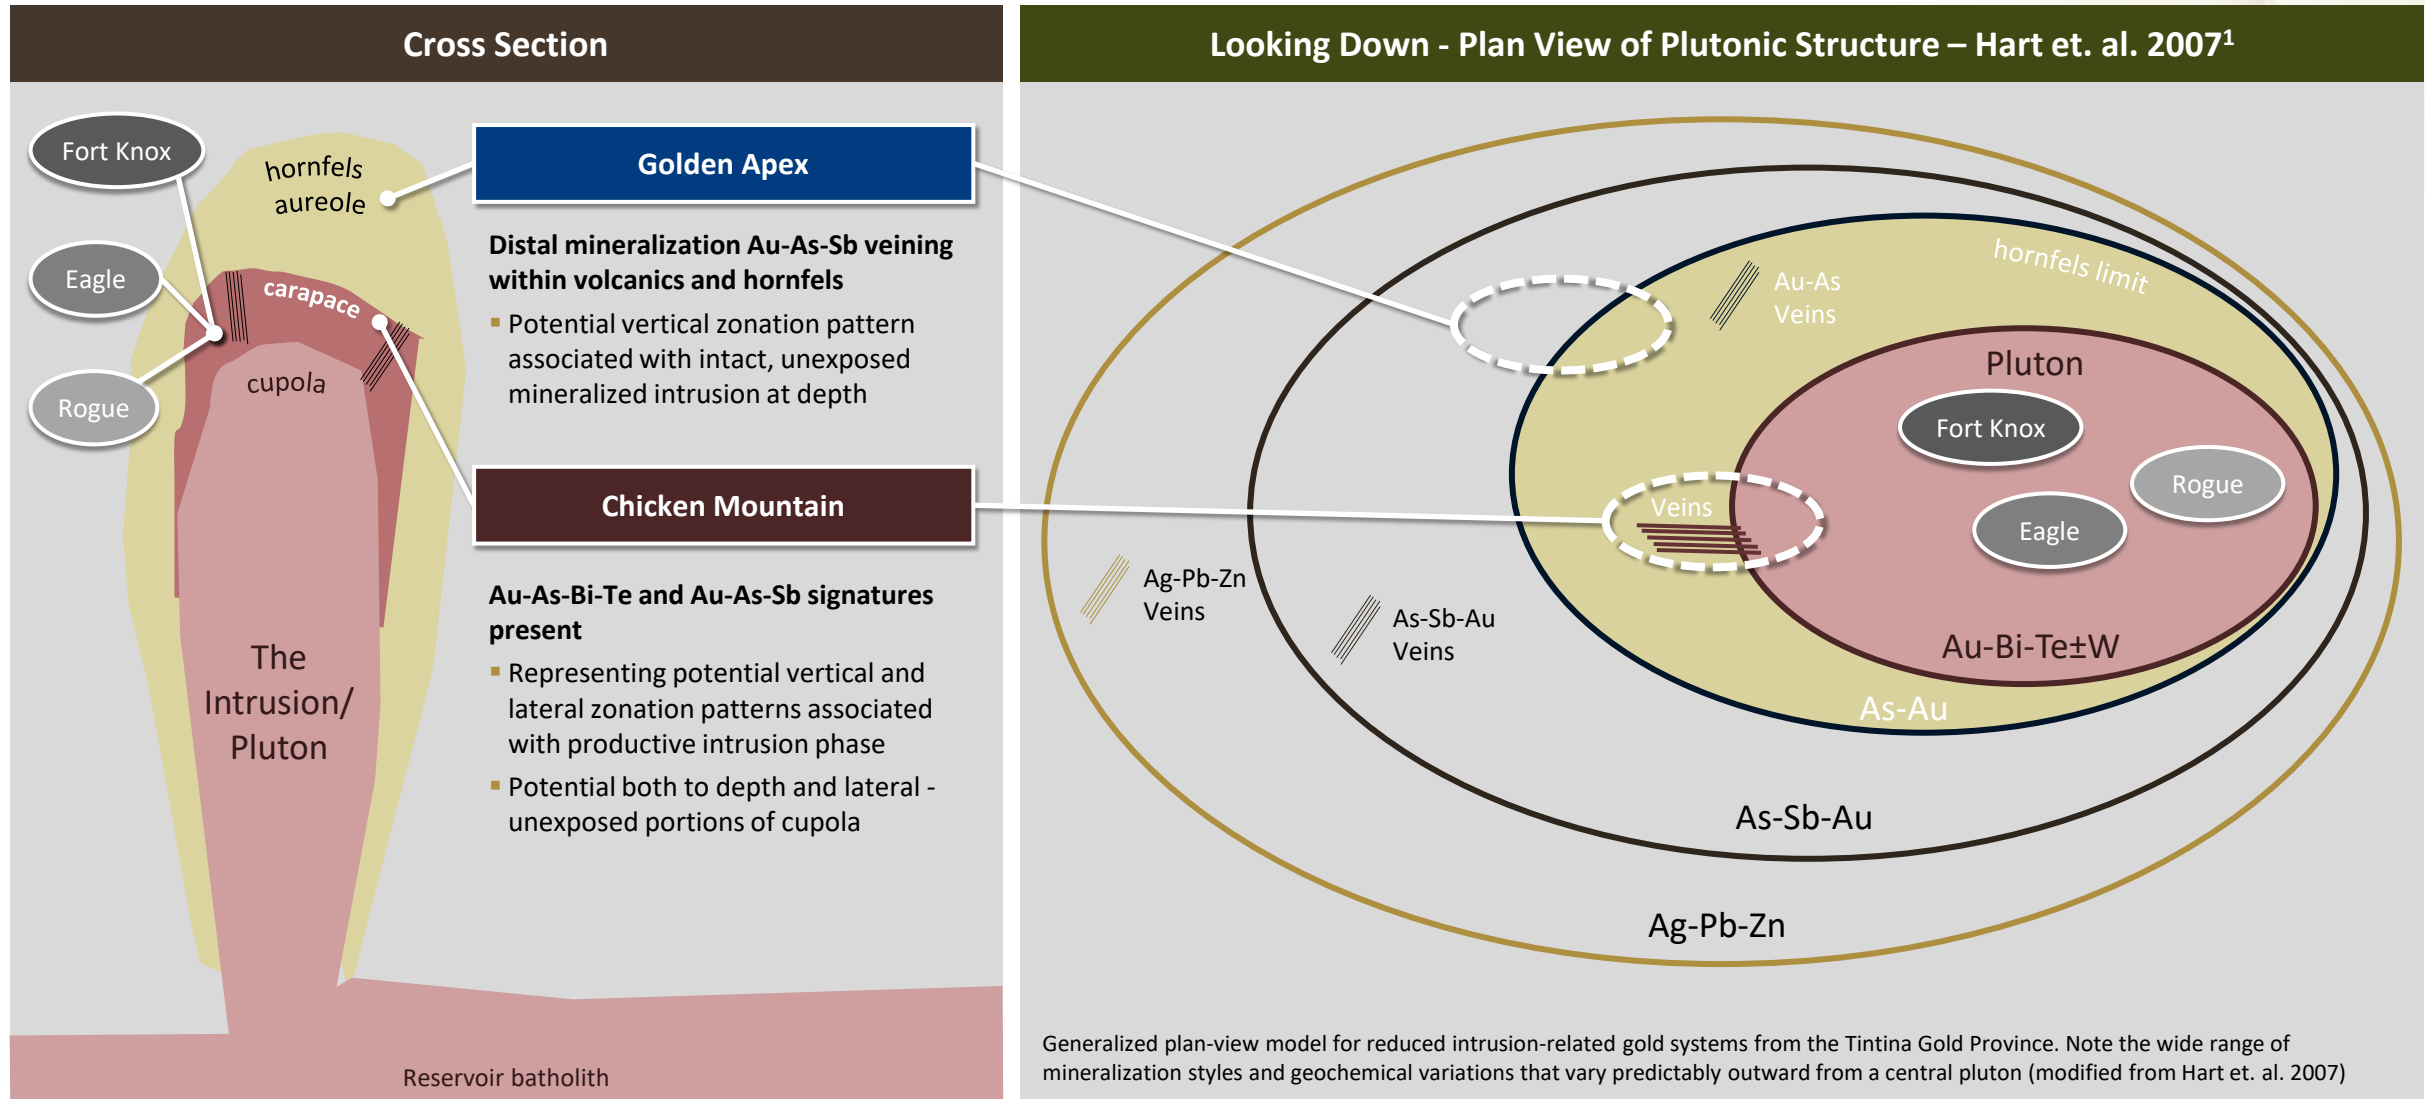 Cross Section
Fort Knox
Eagle
Rogue
hornfels
aureole
carapace
cupola
The
Intrusion/
Pluton
Reservoir batholith
Golden Apex
Distal mineralization Au-As-Sb veining
within volcanics and hornfels
▪ Potential vertical zonation pattern
associated with intact, unexposed
mineralized intrusion at depth
Chicken Mountain
Au-As-Bi-Te and Au-As-Sb signatures
present
▪ Representing potential vertical and
lateral zonation patterns associated
with productive intrusion phase
▪ Potential both to depth and lateral -
unexposed portions of cupola
Looking Down - Plan View of Plutonic Structure – Hart et. al. 2007¹
hornfels limit
Au-As
Veins
Pluton
Fort Knox
Rogue
Eagle
Veins
Ag-Pb-Zn
Veins
As-Sb-Au
Veins
Au-Bi-Te±W
As-Au
As-Sb-Au
Ag-Pb-Zn
Generalized plan-view model for reduced intrusion-related gold systems from the Tintina Gold Province. Note the wide range of
mineralization styles and geochemical variations that vary predictably outward from a central pluton (modified from Hart et. al. 2007)